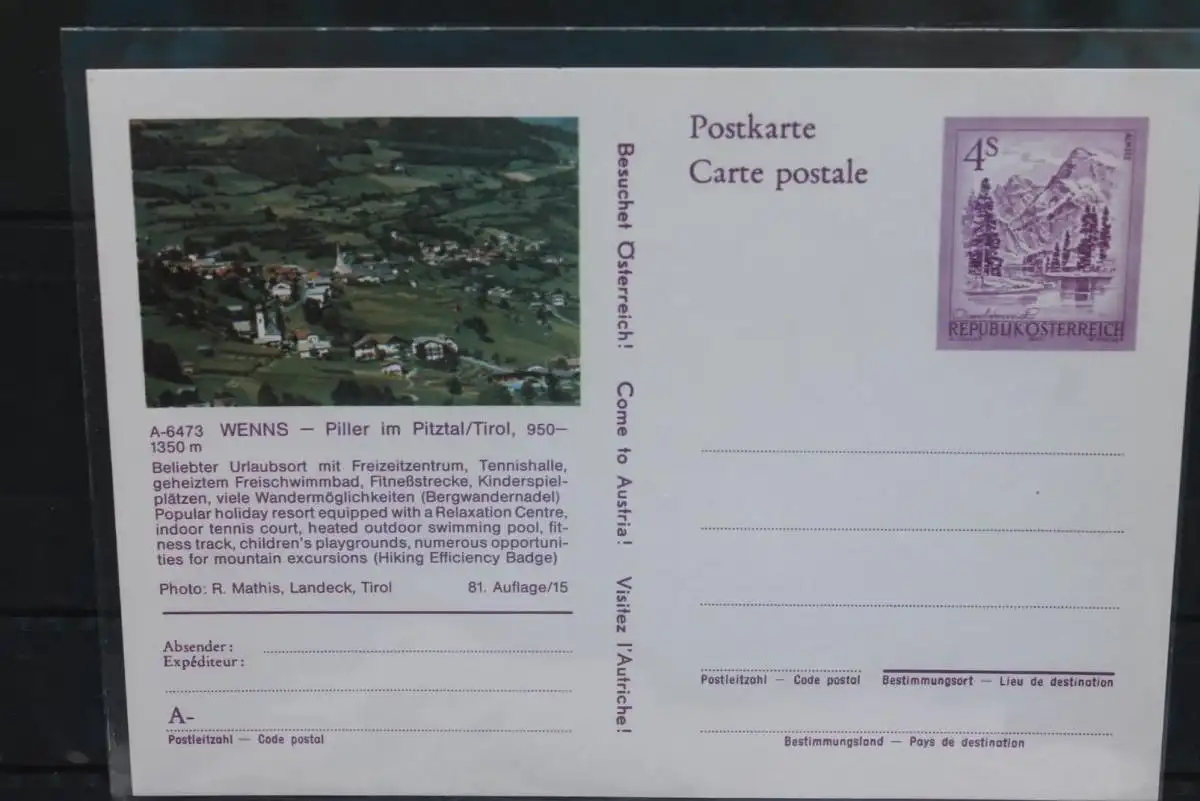 A-6473 WENNS — Piller im Pitztal/Tirol, 950—
1350 m
Beliebter Urlaubsort mit Freizeitzentrum, Tennishalle,
geheiztem Freischwimmbad, Fitneßstrecke, Kinderspiel-
plätzen, viele Wandermöglichkeiten (Bergwandernadel)
Popular holiday resort equipped with a Relaxation Centre,
indoor tennis court, heated outdoor swimming pool, fit-
ness track, children's playgrounds, numerous opportuni-
ties for mountain excursions (Hiking Efficiency Badge)
Photo: R. Mathis, Landeck, Tirol 81. Auflage/15
Absender:
Expéditeur:
A-
Postleitzahl — Code postal
Besuchet Österreich! Come to Austria! Visitez l'Autriche!
Postkarte
Carte postale
4S
ALMSEE
REPUBLIK ÖSTERREICH
Postleitzahl — Code postal Bestimmungsort — Lieu de destination
Bestimmungsland — Pays de destination